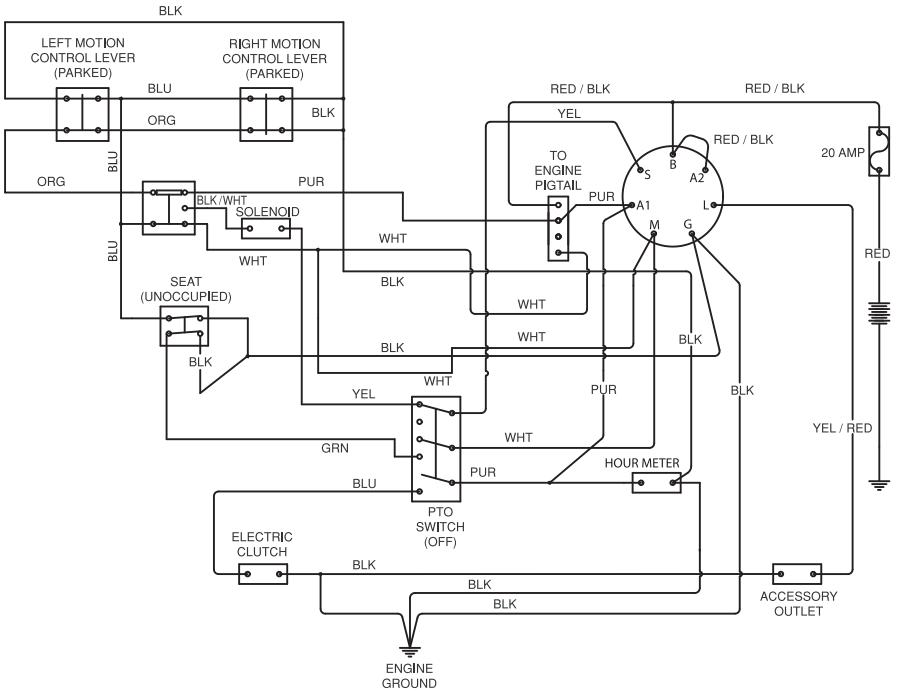 BLK
LEFT MOTION
CONTROL LEVER
(PARKED)
RIGHT MOTION
CONTROL LEVER
(PARKED)
BLU
BLK
ORG
BLU
RED / BLK
RED / BLK
YEL
RED / BLK
20 AMP
TO
ENGINE
PIGTAIL
B
S
A2
ORG
PUR
BLK/WHT
SOLENOID
PUR
A1
L
M
G
WHT
WHT
BLU
BLK
RED
SEAT
(UNOCCUPIED)
WHT
WHT
BLK
BLK
BLK
WHT
YEL
PUR
BLK
YEL / RED
GRN
WHT
HOUR METER
PUR
BLU
PTO
SWITCH
(OFF)
ELECTRIC
CLUTCH
BLK
BLK
BLK
ACCESSORY
OUTLET
ENGINE
GROUND